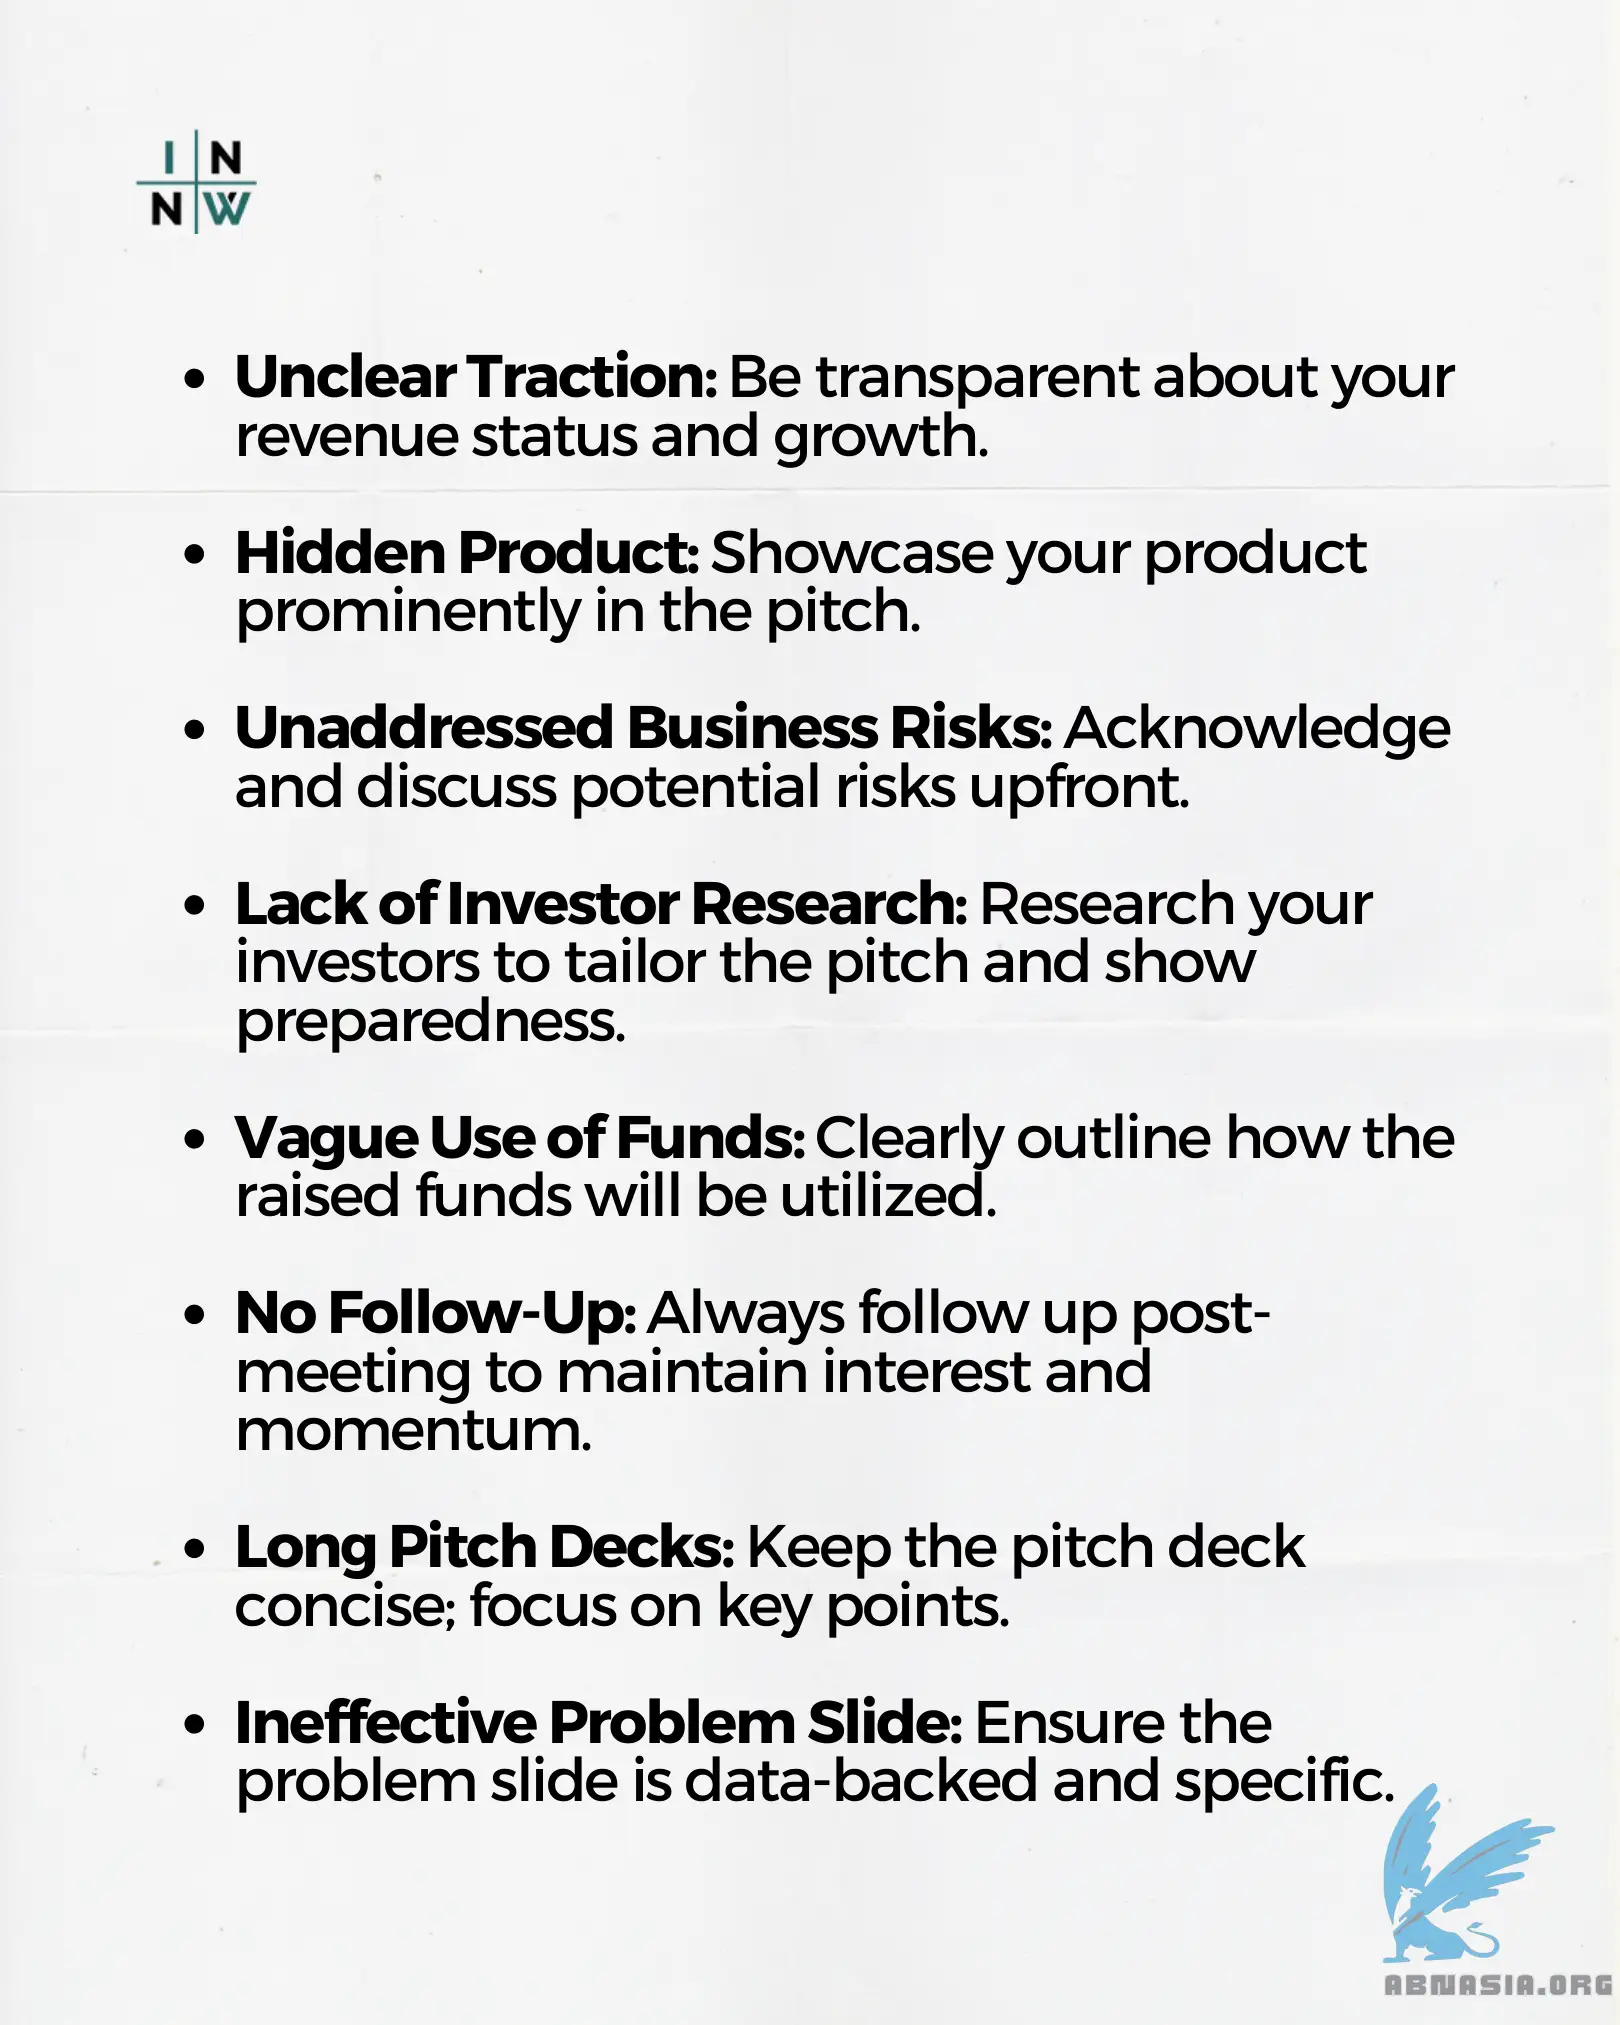 I N
N W
• Unclear Traction: Be transparent about your
revenue status and growth.
• Hidden Product: Showcase your product
prominently in the pitch.
• Unaddressed Business Risks: Acknowledge
and discuss potential risks upfront.
• Lack of Investor Research: Research your
investors to tailor the pitch and show
preparedness.
• Vague Use of Funds: Clearly outline how the
raised funds will be utilized.
• No Follow-Up: Always follow up post-
meeting to maintain interest and
momentum.
• Long Pitch Decks: Keep the pitch deck
concise; focus on key points.
• Ineffective Problem Slide: Ensure the
problem slide is data-backed and specific.
ABNASIA.ORG